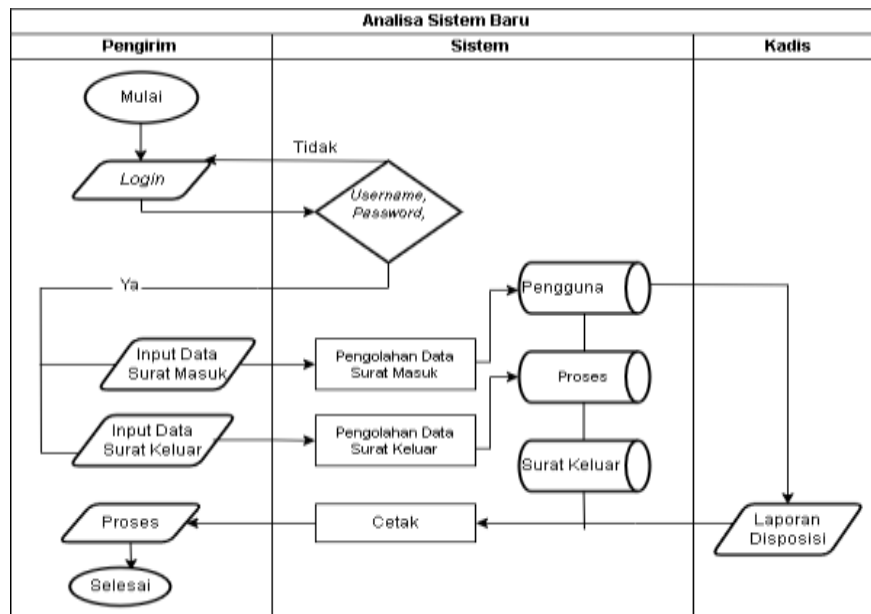 Analisa Sistem Baru
Pengirim
Sistem
Kadis
Mulai
Tidak
Login
Username,
Password,
Ya
Pengguna
Input Data
Surat Masuk
Pengolahan Data
Surat Masuk
Proses
Input Data
Surat Keluar
Pengolahan Data
Surat Keluar
Surat Keluar
Proses
Cetak
Laporan
Disposisi
Selesai